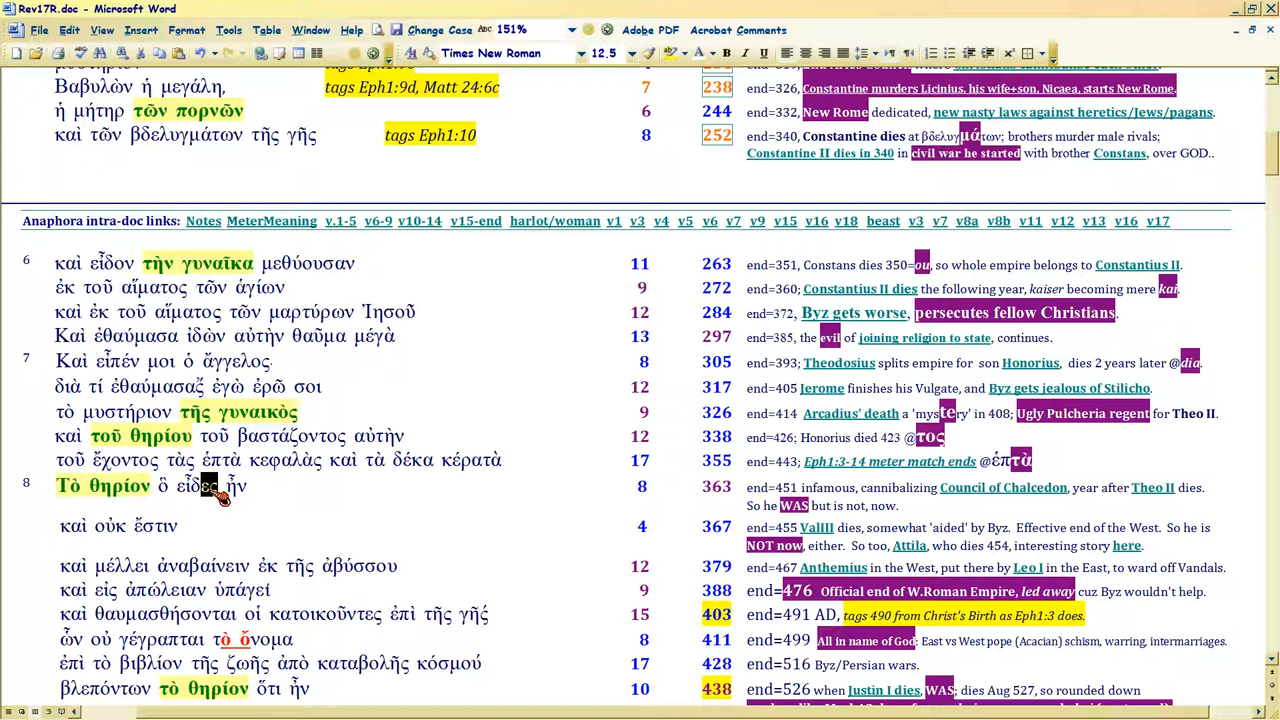 Rev17R.doc - Microsoft Word
File Edit View Insert Format Tools Table Window Help Change Case 151% Adobe PDF Acrobat Comments
Times New Roman 12.5 B I U
Βαβυλὼν ἡ μεγάλη, tags Eph1:9d, Matt 24:6c 7 238 end=326, Constantine murders Licinius, his wife+son, Nicaea, starts New Rome.
ἡ μήτηρ τῶν πορνῶν 6 244 end=332, New Rome dedicated, new nasty laws against heretics/Jews/pagans.
καὶ τῶν βδελυγμάτων τῆς γῆς tags Eph1:10 8 252 end=340, Constantine dies at βδελυγμάτων; brothers murder male rivals;
Constantine II dies in 340 in civil war he started with brother Constans, over GOD..
Anaphora intra-doc links: Notes MeterMeaning v.1-5 v6-9 v10-14 v15-end harlot/woman v1 v3 v4 v5 v6 v7 v9 v15 v16 v18 beast v3 v7 v8a v8b v11 v12 v13 v16 v17
6 καὶ εἶδον τὴν γυναῖκα μεθύουσαν 11 263 end=351, Constans dies 350=ου, so whole empire belongs to Constantius II.
ἐκ τοῦ αἵματος τῶν ἁγίων 9 272 end=360; Constantius II dies the following year, kaiser becoming mere kai.
καὶ ἐκ τοῦ αἵματος τῶν μαρτύρων Ἰησοῦ 12 284 end=372, Byz gets worse, persecutes fellow Christians.
Καὶ ἐθαύμασα ἰδὼν αὐτὴν θαῦμα μέγὰ 13 297 end=385, the evil of joining religion to state, continues.
7 Καὶ εἶπέν μοι ὁ ἄγγελος· 8 305 end=393; Theodosius splits empire for son Honorius, dies 2 years later @dia.
διὰ τί ἐθαύμασαξ ἐγὼ ἐρῶ σοι 12 317 end=405 Jerome finishes his Vulgate, and Byz gets jealous of Stilicho.
τὸ μυστήριον τῆς γυναικὸς 9 326 end=414 Arcadius' death a 'mystery' in 408; Ugly Pulcheria regent for Theo II.
καὶ τοῦ θηρίου τοῦ βαστάζοντος αὐτὴν 12 338 end=426; Honorius died 423 @τος
τοῦ ἔχοντος τὰς ἑπτὰ κεφαλὰς καὶ τὰ δέκα κέρατὰ 17 355 end=443; Eph1:3-14 meter match ends @ἑπτὰ
8 Τὸ θηρίον ὃ εἶδες ἦν 8 363 end=451 infamous, cannibalizing Council of Chalcedon, year after Theo II dies.
So he WAS but is not, now.
καὶ οὐκ ἔστιν 4 367 end=455 ValIII dies, somewhat 'aided' by Byz. Effective end of the West. So he is
NOT now, either. So too, Attila, who dies 454, interesting story here.
καὶ μέλλει ἀναβαίνειν ἐκ τῆς ἀβύσσου 12 379 end=467 Anthemius in the West, put there by Leo I in the East, to ward off Vandals.
καὶ εἰς ἀπώλειαν ὑπάγεί 9 388 end=476 Official end of W.Roman Empire, led away cuz Byz wouldn't help.
καὶ θαυμασθήσονται οἱ κατοικοῦντες ἐπὶ τῆς γῆς 15 403 end=491 AD, tags 490 from Christ's Birth as Eph1:3 does.
ὧν οὐ γέγραπται τὸ ὄνομα 8 411 end=499 All in name of God: East vs West pope (Acacian) schism, warring, intermarriages.
ἐπὶ τὸ βιβλίον τῆς ζωῆς ἀπὸ καταβολῆς κόσμού 17 428 end=516 Byz/Persian wars.
βλεπόντων τὸ θηρίον ὅτι ἦν 10 438 end=526 when Justin I dies, WAS; dies Aug 527, so rounded down